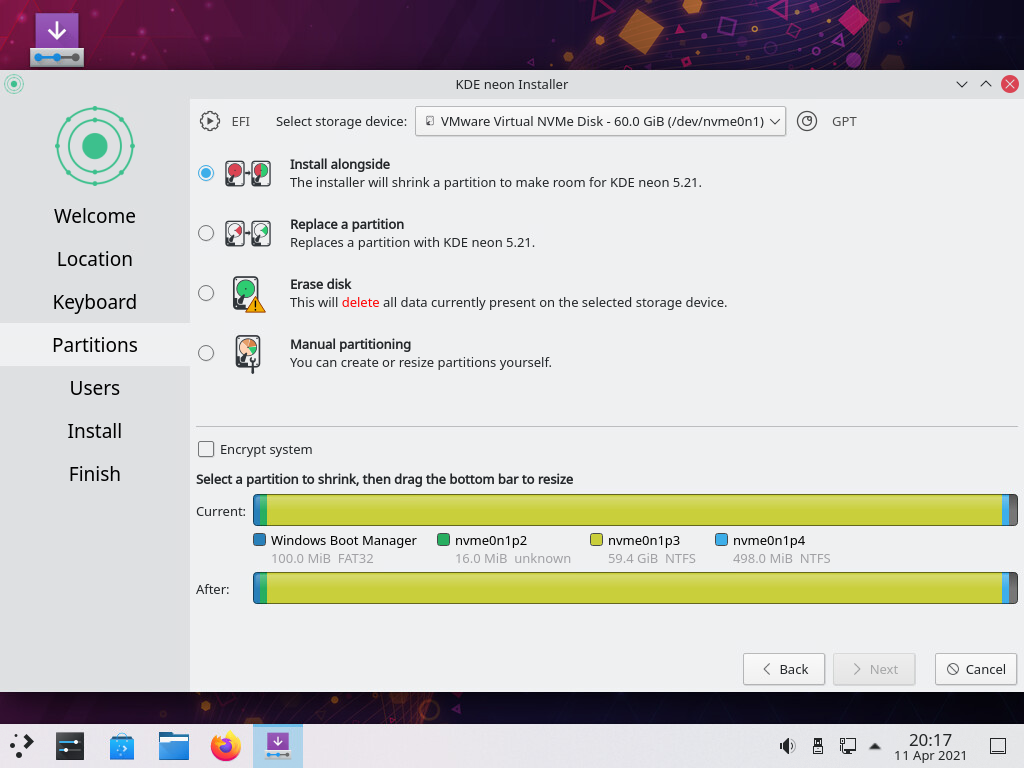 KDE neon Installer
EFI
Select storage device:
VMware Virtual NVMe Disk - 60.0 GiB (/dev/nvme0n1)
GPT
Welcome
Location
Keyboard
Partitions
Users
Install
Finish
Install alongside
The installer will shrink a partition to make room for KDE neon 5.21.
Replace a partition
Replaces a partition with KDE neon 5.21.
Erase disk
This will delete all data currently present on the selected storage device.
Manual partitioning
You can create or resize partitions yourself.
Encrypt system
Select a partition to shrink, then drag the bottom bar to resize
Current:
Windows Boot Manager
100.0 MiB FAT32
nvme0n1p2
16.0 MiB unknown
nvme0n1p3
59.4 GiB NTFS
nvme0n1p4
498.0 MiB NTFS
After:
Back
Next
Cancel
20:17
11 Apr 2021